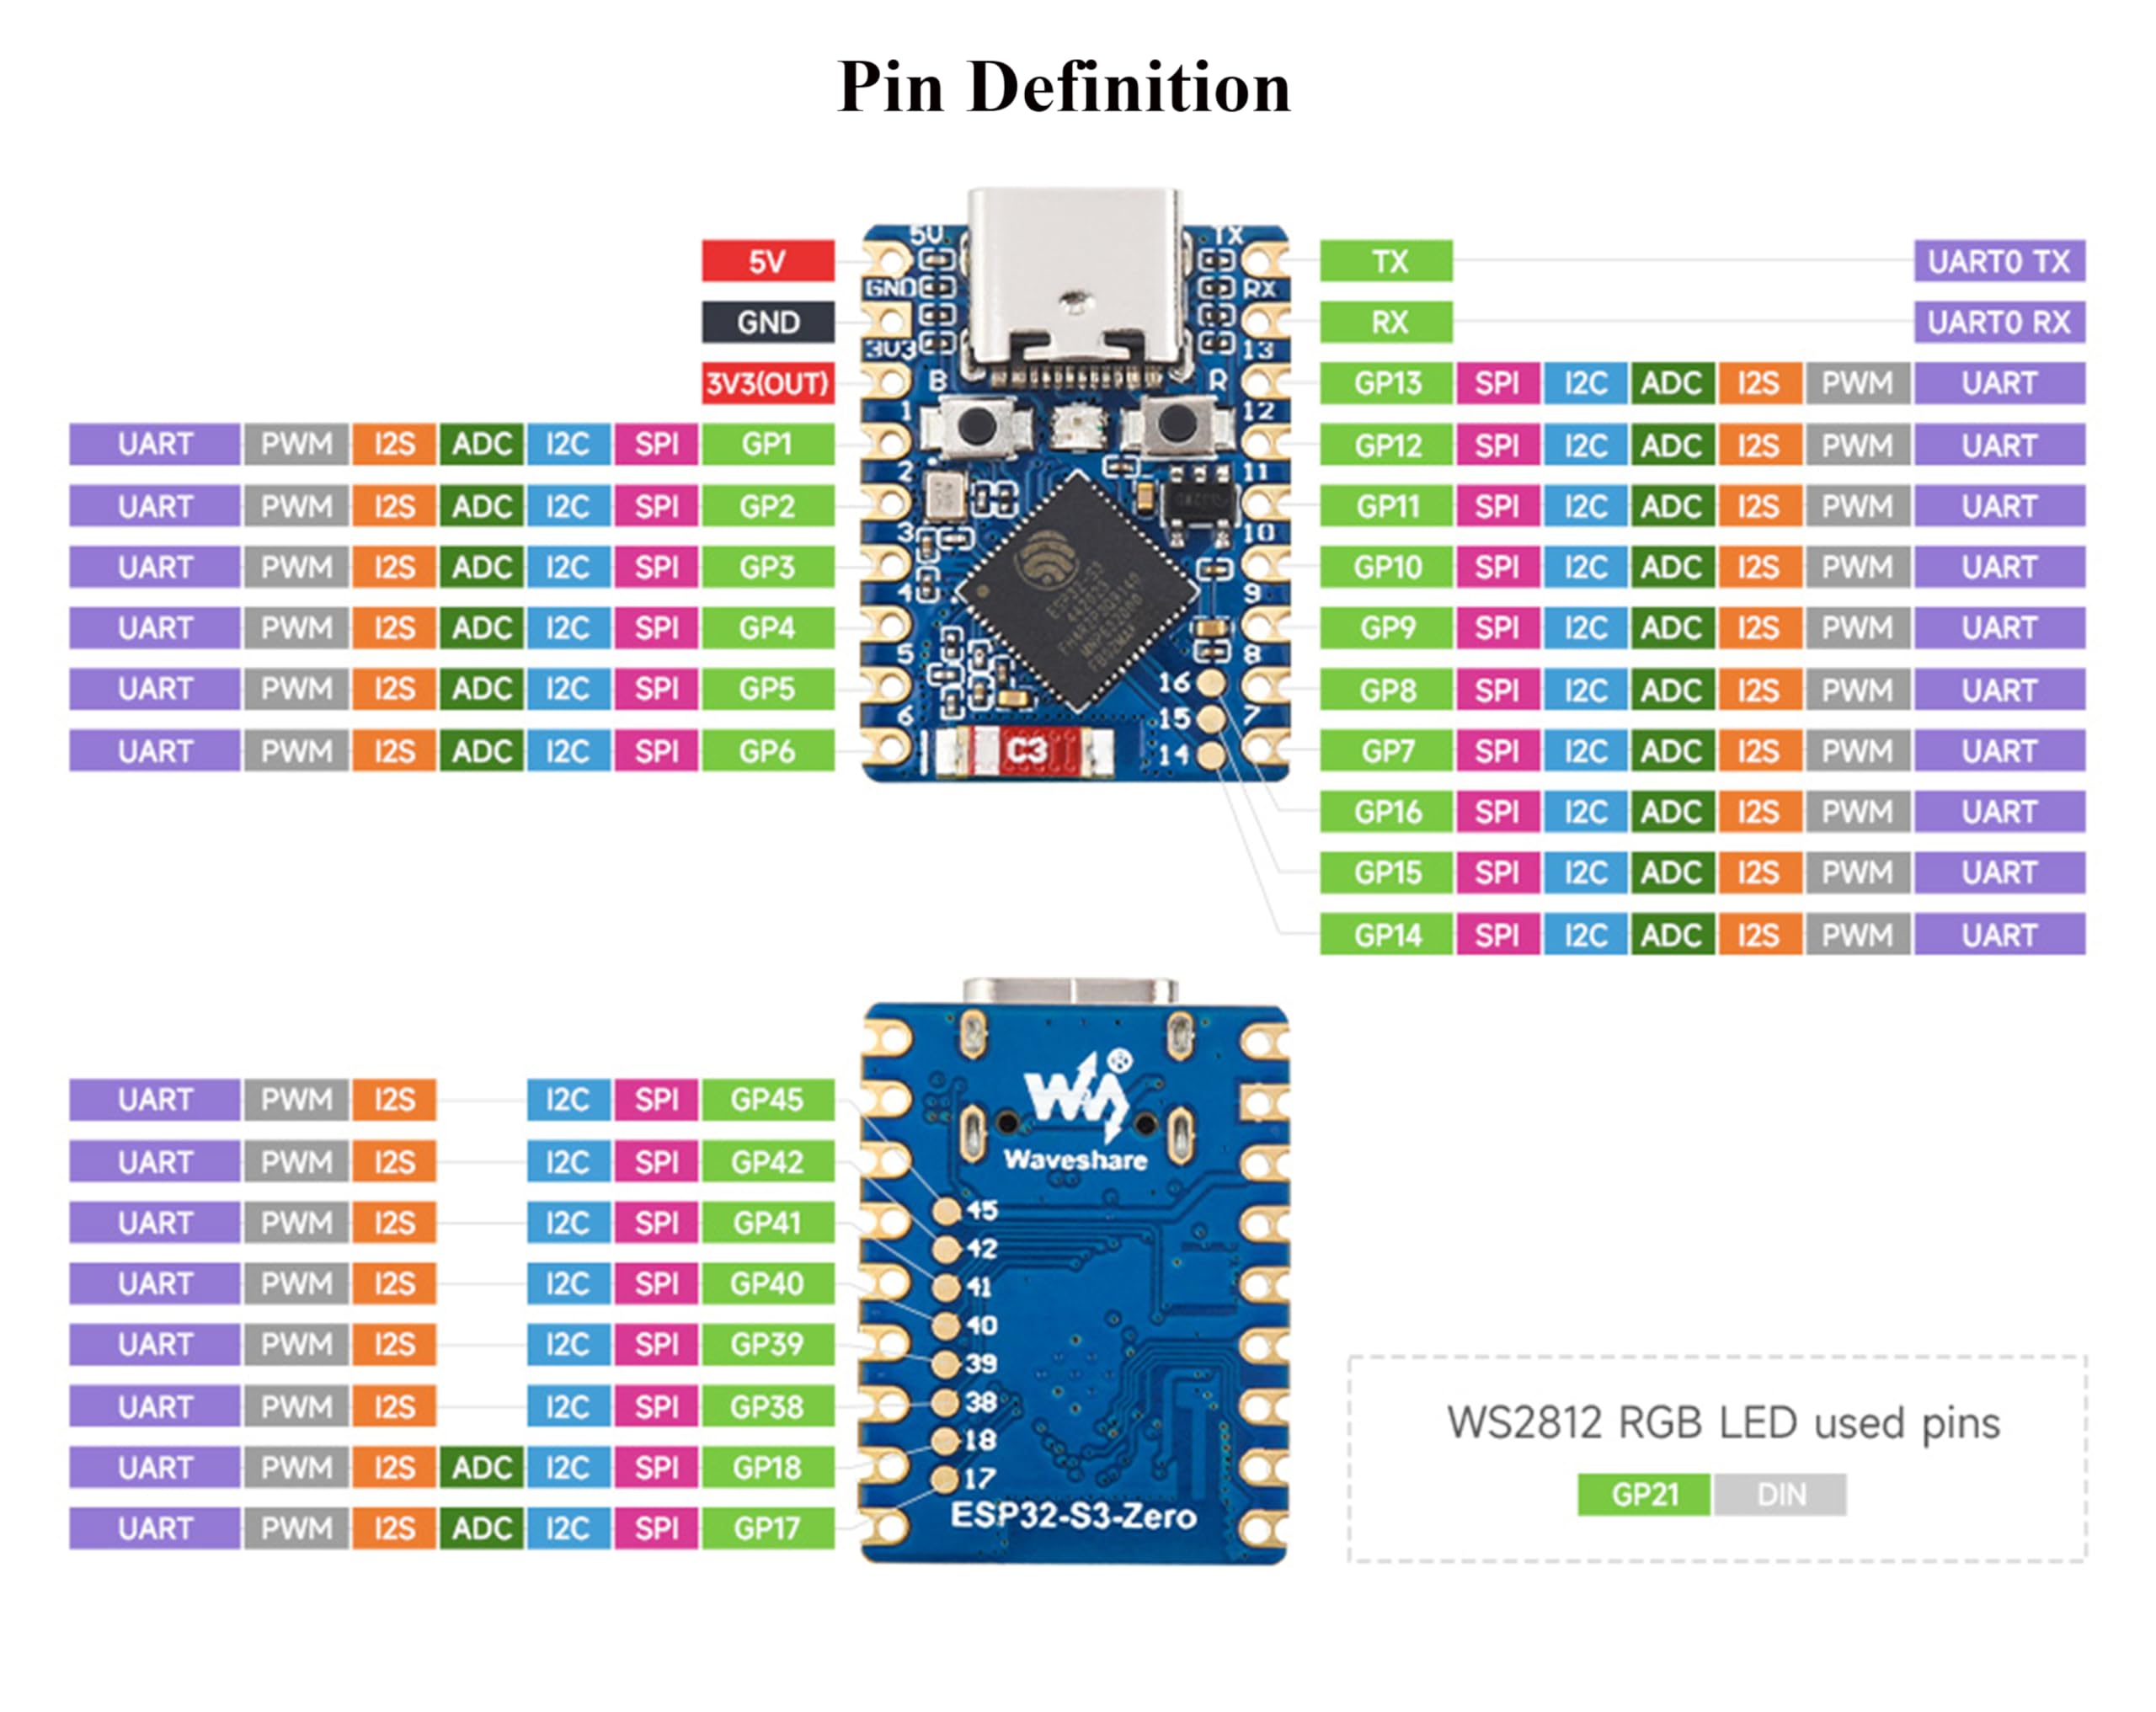 Pin Definition
5V
GND
3V3(OUT)
UART PWM I2S ADC I2C SPI GP1
UART PWM I2S ADC I2C SPI GP2
UART PWM I2S ADC I2C SPI GP3
UART PWM I2S ADC I2C SPI GP4
UART PWM I2S ADC I2C SPI GP5
UART PWM I2S ADC I2C SPI GP6
5V TX
GND RX
3V3 13
B R
1 12
2 11
3 10
4 9
5 8
16
6 15 7
14
C3
ESP32-S3
TX UART0 TX
RX UART0 RX
GP13 SPI I2C ADC I2S PWM UART
GP12 SPI I2C ADC I2S PWM UART
GP11 SPI I2C ADC I2S PWM UART
GP10 SPI I2C ADC I2S PWM UART
GP9 SPI I2C ADC I2S PWM UART
GP8 SPI I2C ADC I2S PWM UART
GP7 SPI I2C ADC I2S PWM UART
GP16 SPI I2C ADC I2S PWM UART
GP15 SPI I2C ADC I2S PWM UART
GP14 SPI I2C ADC I2S PWM UART
UART PWM I2S I2C SPI GP45
UART PWM I2S I2C SPI GP42
UART PWM I2S I2C SPI GP41
UART PWM I2S I2C SPI GP40
UART PWM I2S I2C SPI GP39
UART PWM I2S I2C SPI GP38
UART PWM I2S ADC I2C SPI GP18
UART PWM I2S ADC I2C SPI GP17
®
Waveshare
45
42
41
40
39
38
18
17
ESP32-S3-Zero
WS2812 RGB LED used pins
GP21 DIN